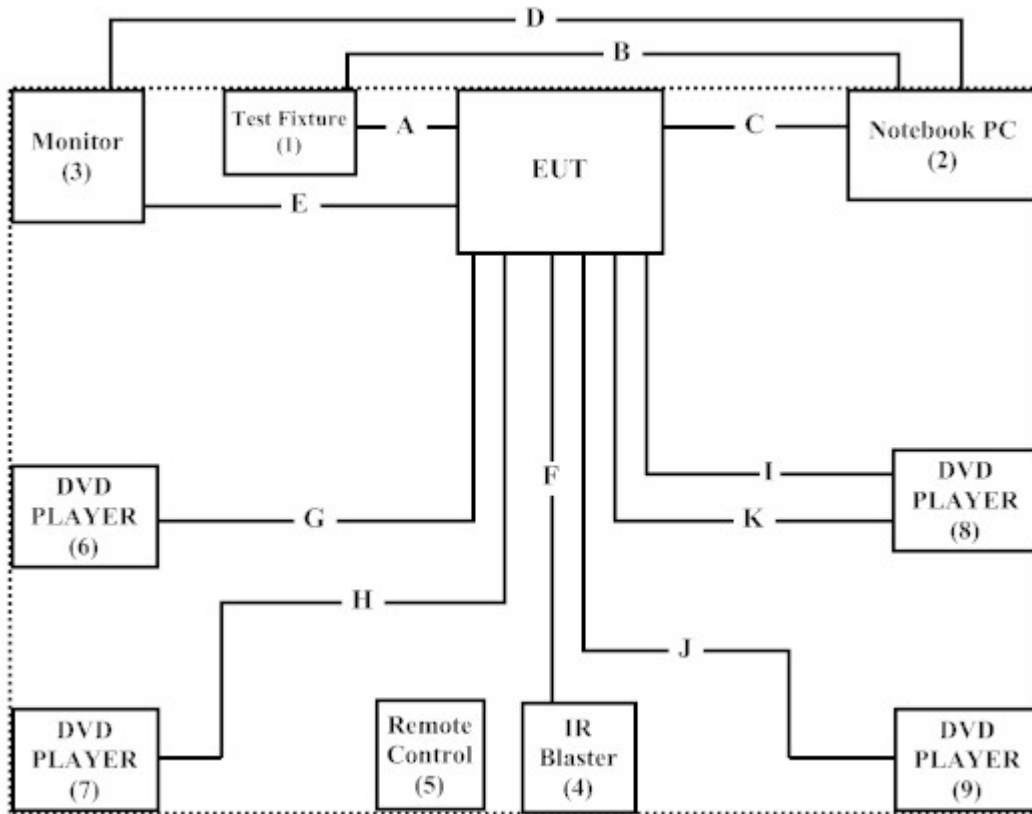 D
B
Monitor
(3)
Test Fixture
(1)
A
EUT
C
Notebook PC
(2)
E
DVD
PLAYER
(6)
G
F
I
K
DVD
PLAYER
(8)
H
J
DVD
PLAYER
(7)
Remote
Control
(5)
IR
Blaster
(4)
DVD
PLAYER
(9)